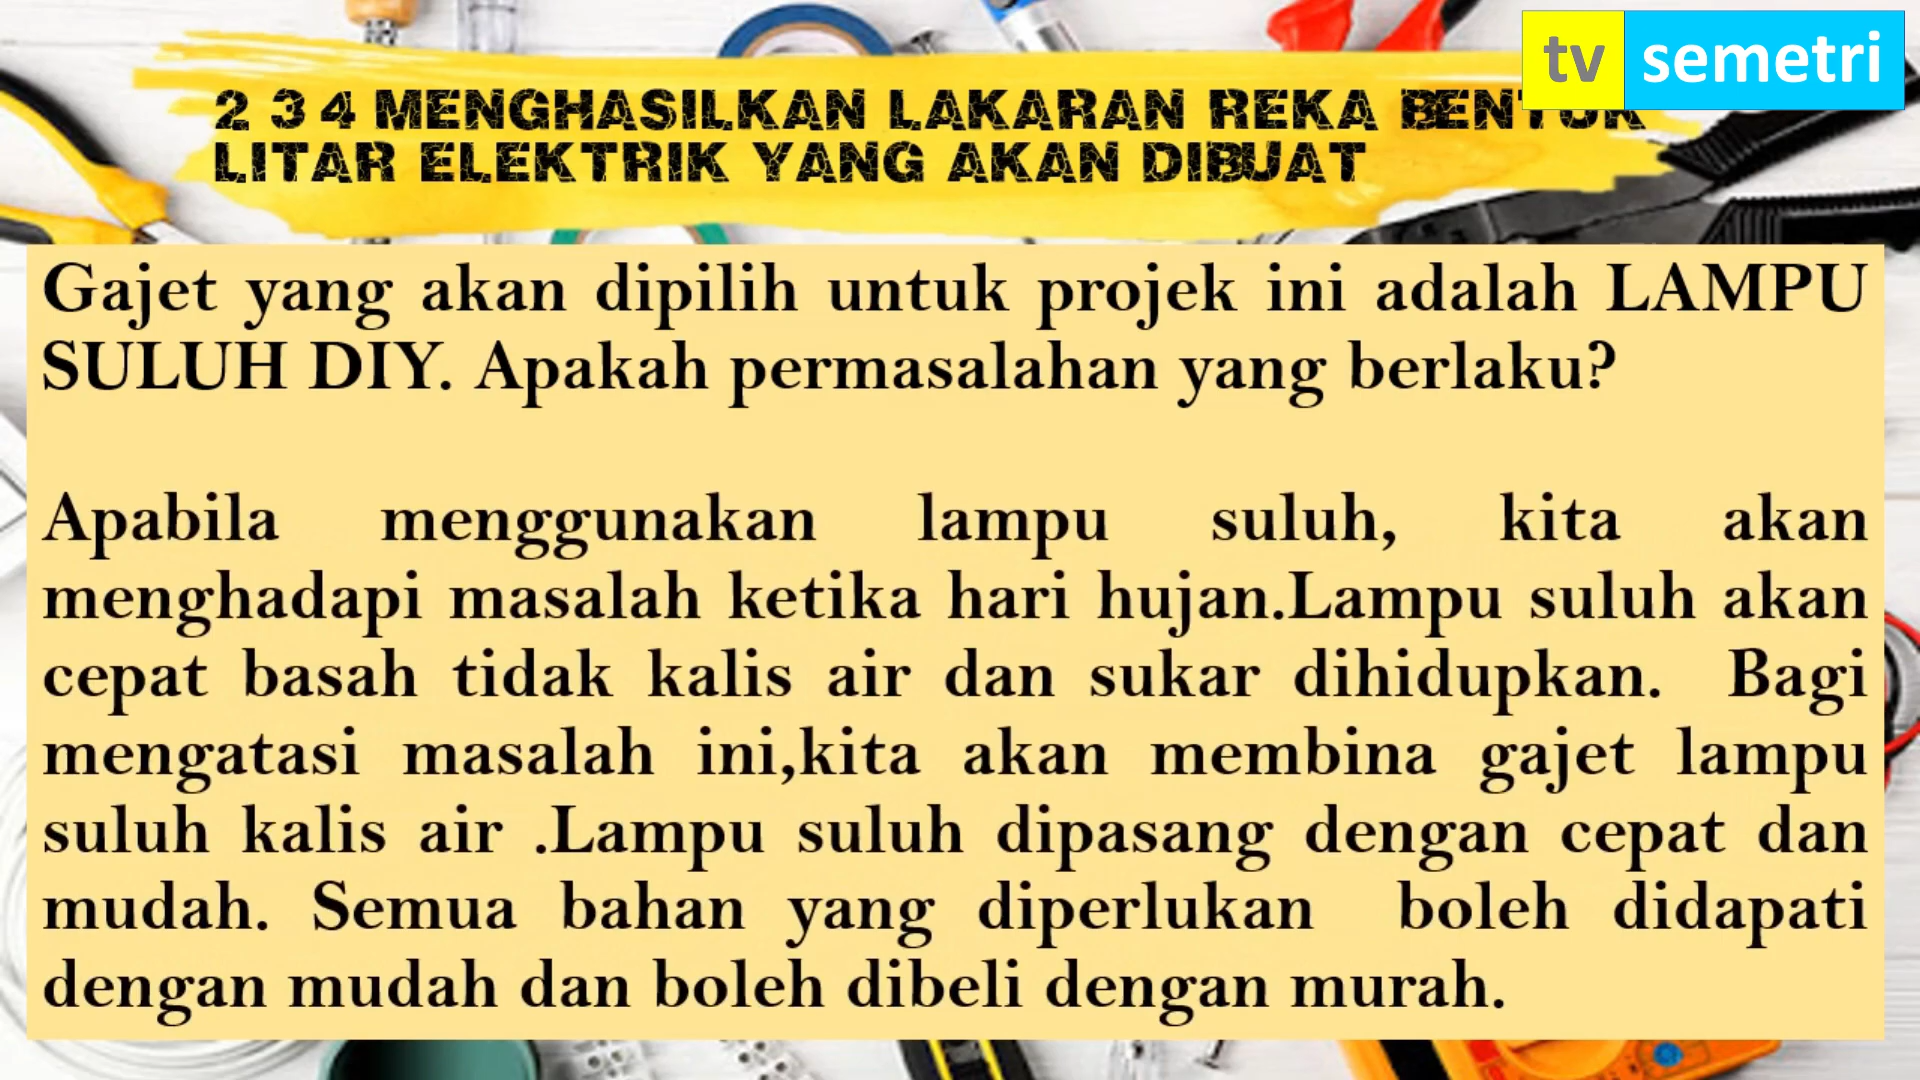 tv semetri
2 3 4 MENGHASILKAN LAKARAN REKA BENTUK
LITAR ELEKTRIK YANG AKAN DIBUAT
Gajet yang akan dipilih untuk projek ini adalah LAMPU
SULUH DIY. Apakah permasalahan yang berlaku?
Apabila menggunakan lampu suluh, kita akan
menghadapi masalah ketika hari hujan.Lampu suluh akan
cepat basah tidak kalis air dan sukar dihidupkan. Bagi
mengatasi masalah ini,kita akan membina gajet lampu
suluh kalis air .Lampu suluh dipasang dengan cepat dan
mudah. Semua bahan yang diperlukan boleh didapati
dengan mudah dan boleh dibeli dengan murah.